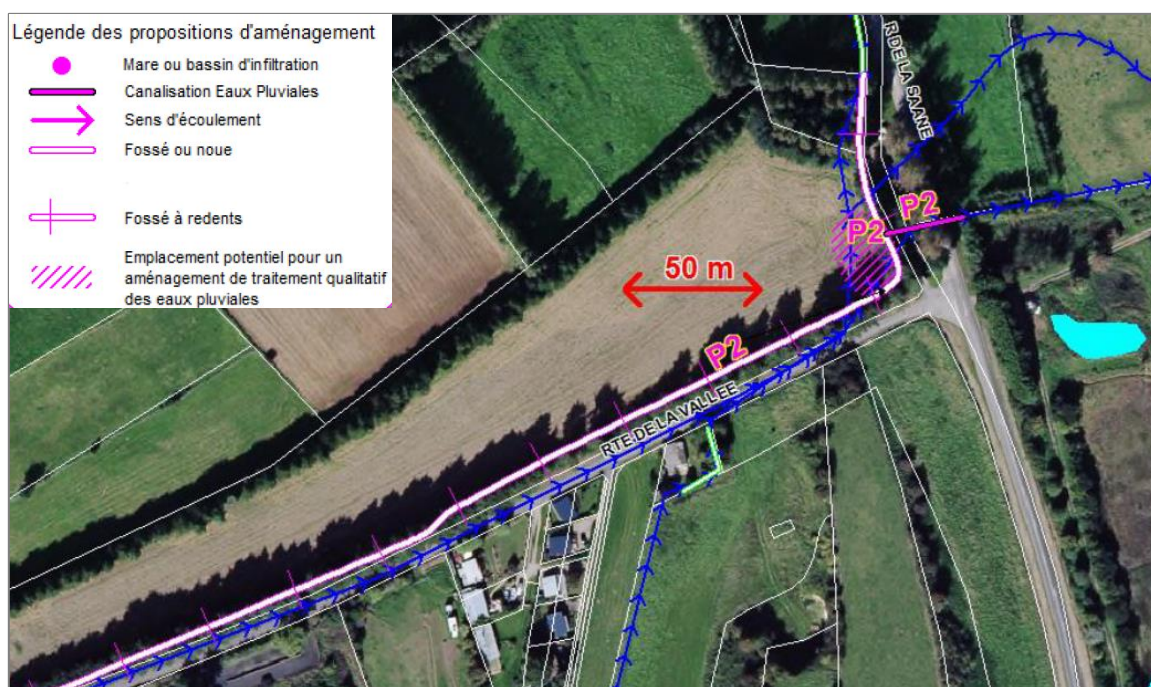 Légende des propositions d'aménagement
Mare ou bassin d'infiltration
Canalisation Eaux Pluviales
Sens d'écoulement
Fossé ou noue
Fossé à redents
Emplacement potentiel pour un
aménagement de traitement qualitatif
des eaux pluviales
R DE LA SAANE
P2
P2
50 m
P2
RTE DE LA VALLEE